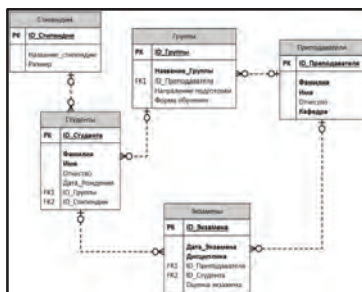 Стипендии
PK ID_Стипендии
Название_стипендии
Размер
Группы
PK ID_Группы
Название_Группы
FK1 ID_Преподавателя
Направление подготовки
Форма обучения
Преподаватели
PK ID_Преподавателя
Фамилия
Имя
Отчество
Кафедра
Студенты
PK ID_Студента
Фамилия
Имя
Отчество
Дата_Рождения
FK1 ID_Группы
FK2 ID_Стипендии
Экзамены
PK ID_Экзамена
Дата_Экзамена
Дисциплина
FK1 ID_Преподавателя
FK2 ID_Студента
Оценка экзамена